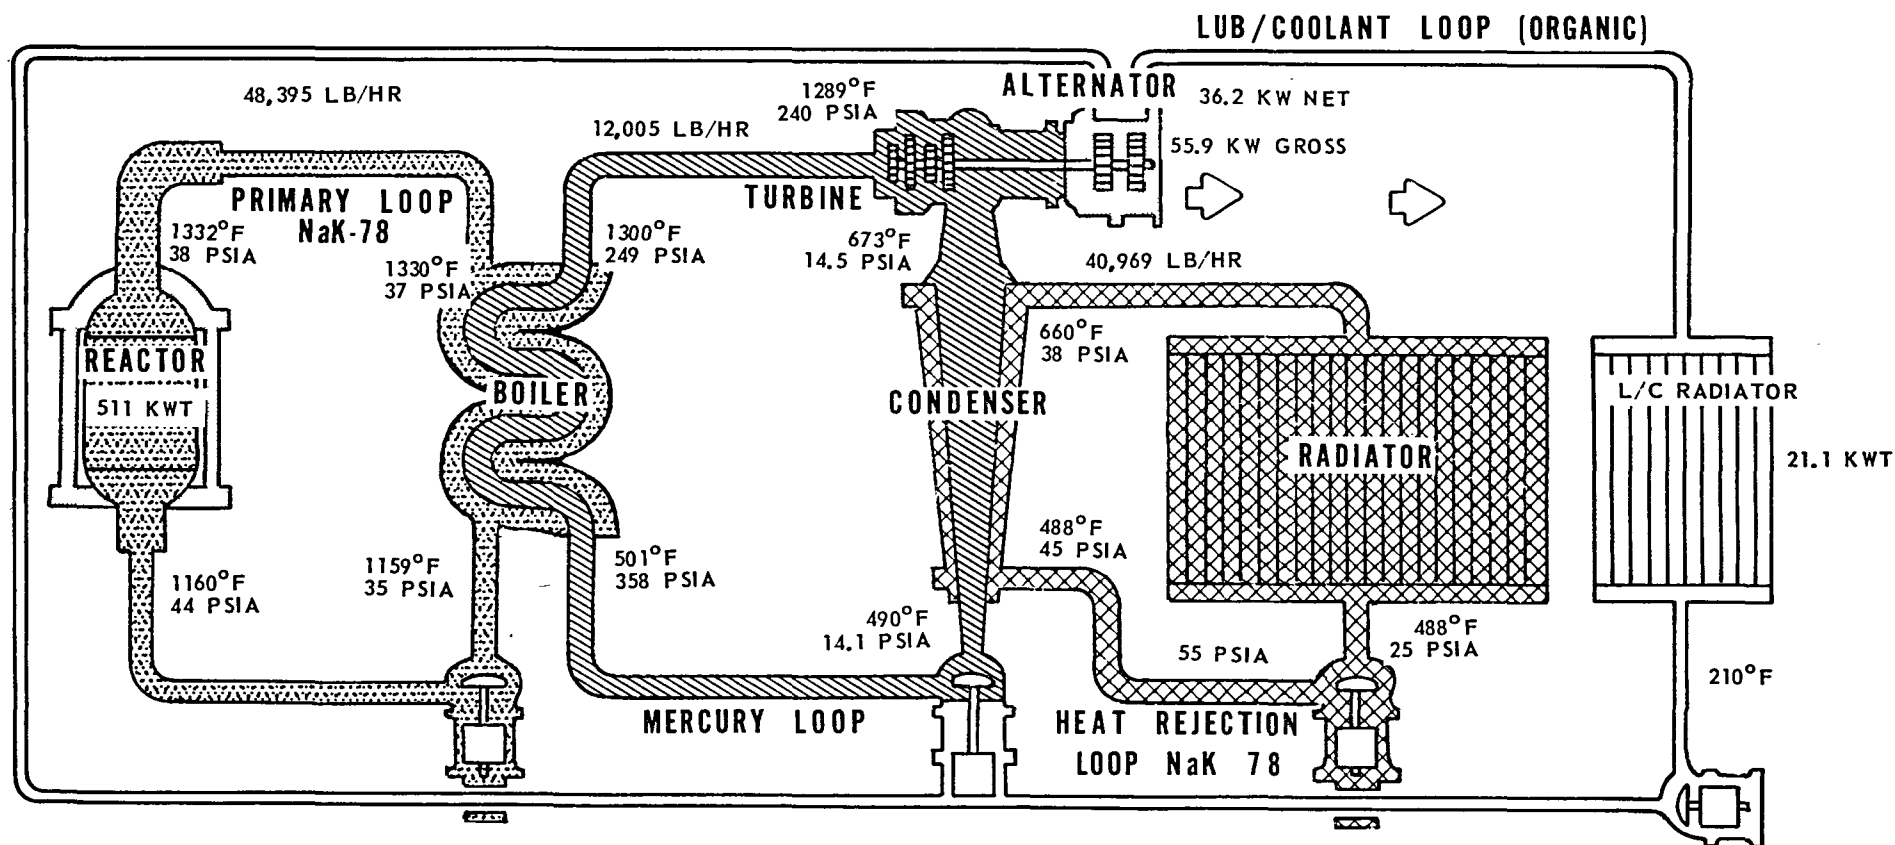 LUB/COOLANT LOOP (ORGANIC)
48,395 LB/HR
12,005 LB/HR
1289°F
240 PSIA
ALTERNATOR
36.2 KW NET
55.9 KW GROSS
PRIMARY LOOP
NaK-78
TURBINE
1332°F
38 PSIA
1330°F
37 PSIA
1300°F
249 PSIA
673°F
14.5 PSIA
40,969 LB/HR
660°F
38 PSIA
REACTOR
511 KWT
BOILER
CONDENSER
RADIATOR
L/C RADIATOR
21.1 KWT
488°F
45 PSIA
1160°F
44 PSIA
1159°F
35 PSIA
501°F
358 PSIA
490°F
14.1 PSIA
55 PSIA
488°F
25 PSIA
210°F
MERCURY LOOP
HEAT REJECTION
LOOP NaK 78